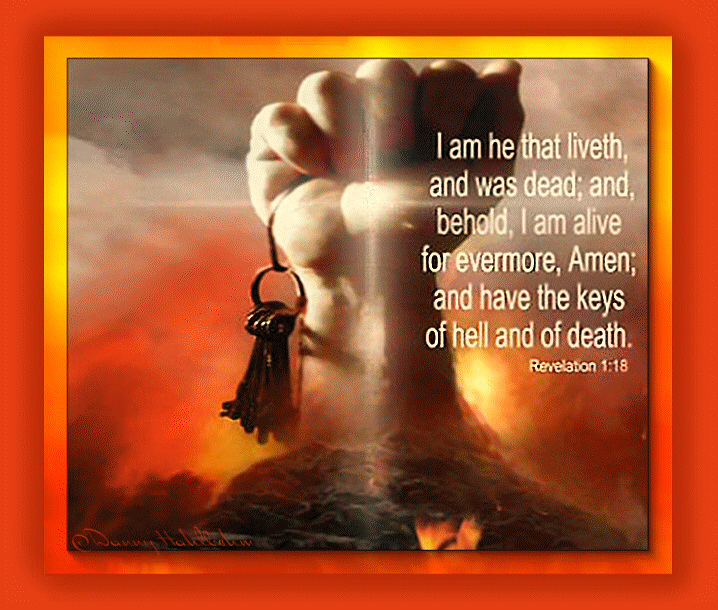 I am he that liveth,
and was dead; and,
behold, I am alive
for evermore, Amen;
and have the keys
of hell and of death.
Revelation 1:18